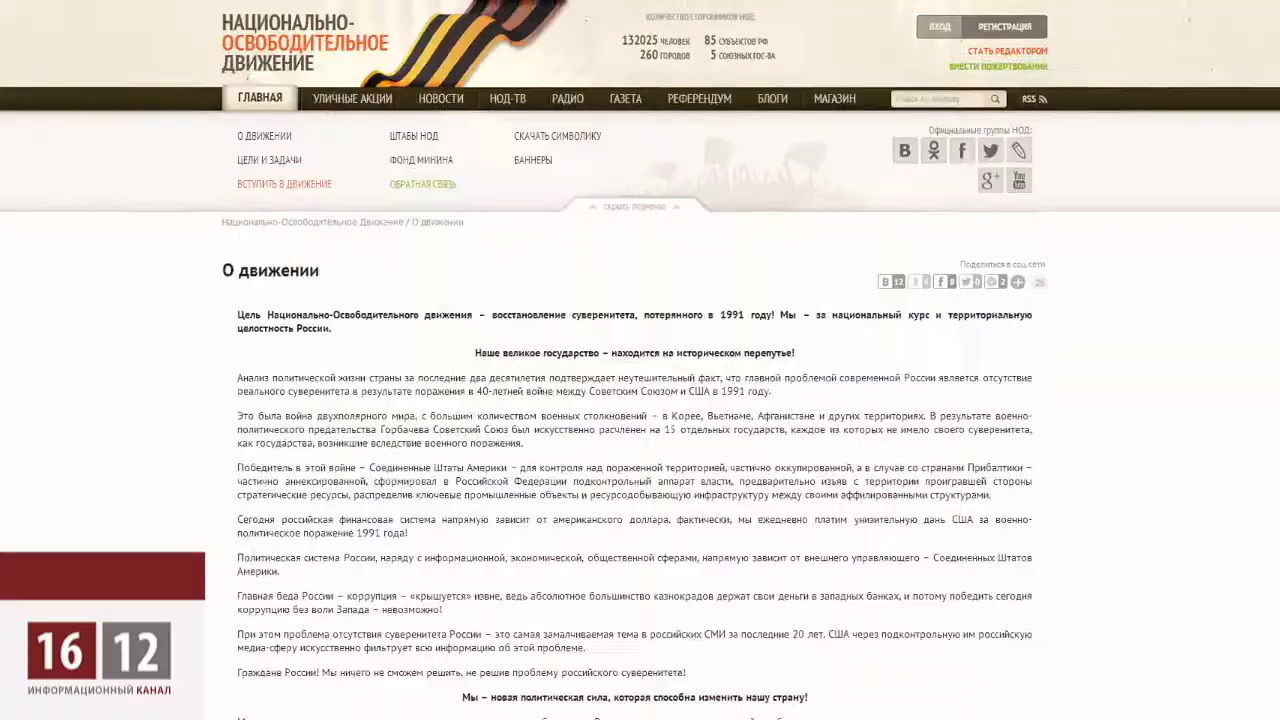 НАЦИОНАЛЬНО-
ОСВОБОДИТЕЛЬНОЕ
ДВИЖЕНИЕ
КОЛИЧЕСТВО СТОРОННИКОВ НОД:
132025 ЧЕЛОВЕК 85 СУБЪЕКТОВ РФ
260 ГОРОДОВ 5 СОЮЗНЫХ ГОС-ВА
ВХОД РЕГИСТРАЦИЯ
СТАТЬ РЕДАКТОРОМ
ВНЕСТИ ПОЖЕРТВОВАНИЕ
ГЛАВНАЯ УЛИЧНЫЕ АКЦИИ НОВОСТИ НОД-ТВ РАДИО ГАЗЕТА РЕФЕРЕНДУМ БЛОГИ МАГАЗИН Поиск по порталу RSS
О ДВИЖЕНИИ ШТАБЫ НОД СКАЧАТЬ СИМВОЛИКУ
Официальные группы НОД:
ЦЕЛИ И ЗАДАЧИ ФОНД МИНИНА БАННЕРЫ
ВСТУПИТЬ В ДВИЖЕНИЕ ОБРАТНАЯ СВЯЗЬ
СКРЫТЬ ПОДМЕНЮ
Национально-Освободительное Движение / О движении
О движении
Поделиться в соц.сети
Цель Национально-Освободительного движения – восстановление суверенитета, потерянного в 1991 году! Мы – за национальный курс и территориальную
целостность России.
Наше великое государство – находится на историческом перепутье!
Анализ политической жизни страны за последние два десятилетия подтверждает неутешительный факт, что главной проблемой современной России является отсутствие
реального суверенитета в результате поражения в 40-летней войне между Советским Союзом и США в 1991 году.
Это была война двухполярного мира, с большим количеством военных столкновений – в Корее, Вьетнаме, Афганистане и других территориях. В результате военно-
политического предательства Горбачева Советский Союз был искусственно расчленен на 15 отдельных государств, каждое из которых не имело своего суверенитета,
как государства, возникшие вследствие военного поражения.
Победитель в этой войне – Соединенные Штаты Америки – для контроля над пораженной территорией, частично оккупированной, а в случае со странами Прибалтики –
частично аннексированной, сформировал в Российской Федерации подконтрольный аппарат власти, предварительно изъяв с территории проигравшей стороны
стратегические ресурсы, распределив ключевые промышленные объекты и ресурсодобывающую инфраструктуру между своими аффилированными структурами.
Сегодня российская финансовая система напрямую зависит от американского доллара, фактически, мы ежедневно платим унизительную дань США за военно-
политическое поражение 1991 года!
Политическая система России, наряду с информационной, экономической, общественной сферами, напрямую зависит от внешнего управляющего – Соединенных Штатов
Америки.
Главная беда России – коррупция – «крышуется» извне, ведь абсолютное большинство казнокрадов держат свои деньги в западных банках, и потому победить сегодня
коррупцию без воли Запада – невозможно!
При этом проблема отсутствия суверенитета России – это самая замалчиваемая тема в российских СМИ за последние 20 лет. США через подконтрольную им российскую
медиа-сферу искусственно фильтрует всю информацию об этой проблеме.
Граждане России! Мы ничего не сможем решить, не решив проблему российского суверенитета!
Мы – новая политическая сила, которая способна изменить нашу страну!
16 12
ИНФОРМАЦИОННЫЙ КАНАЛ